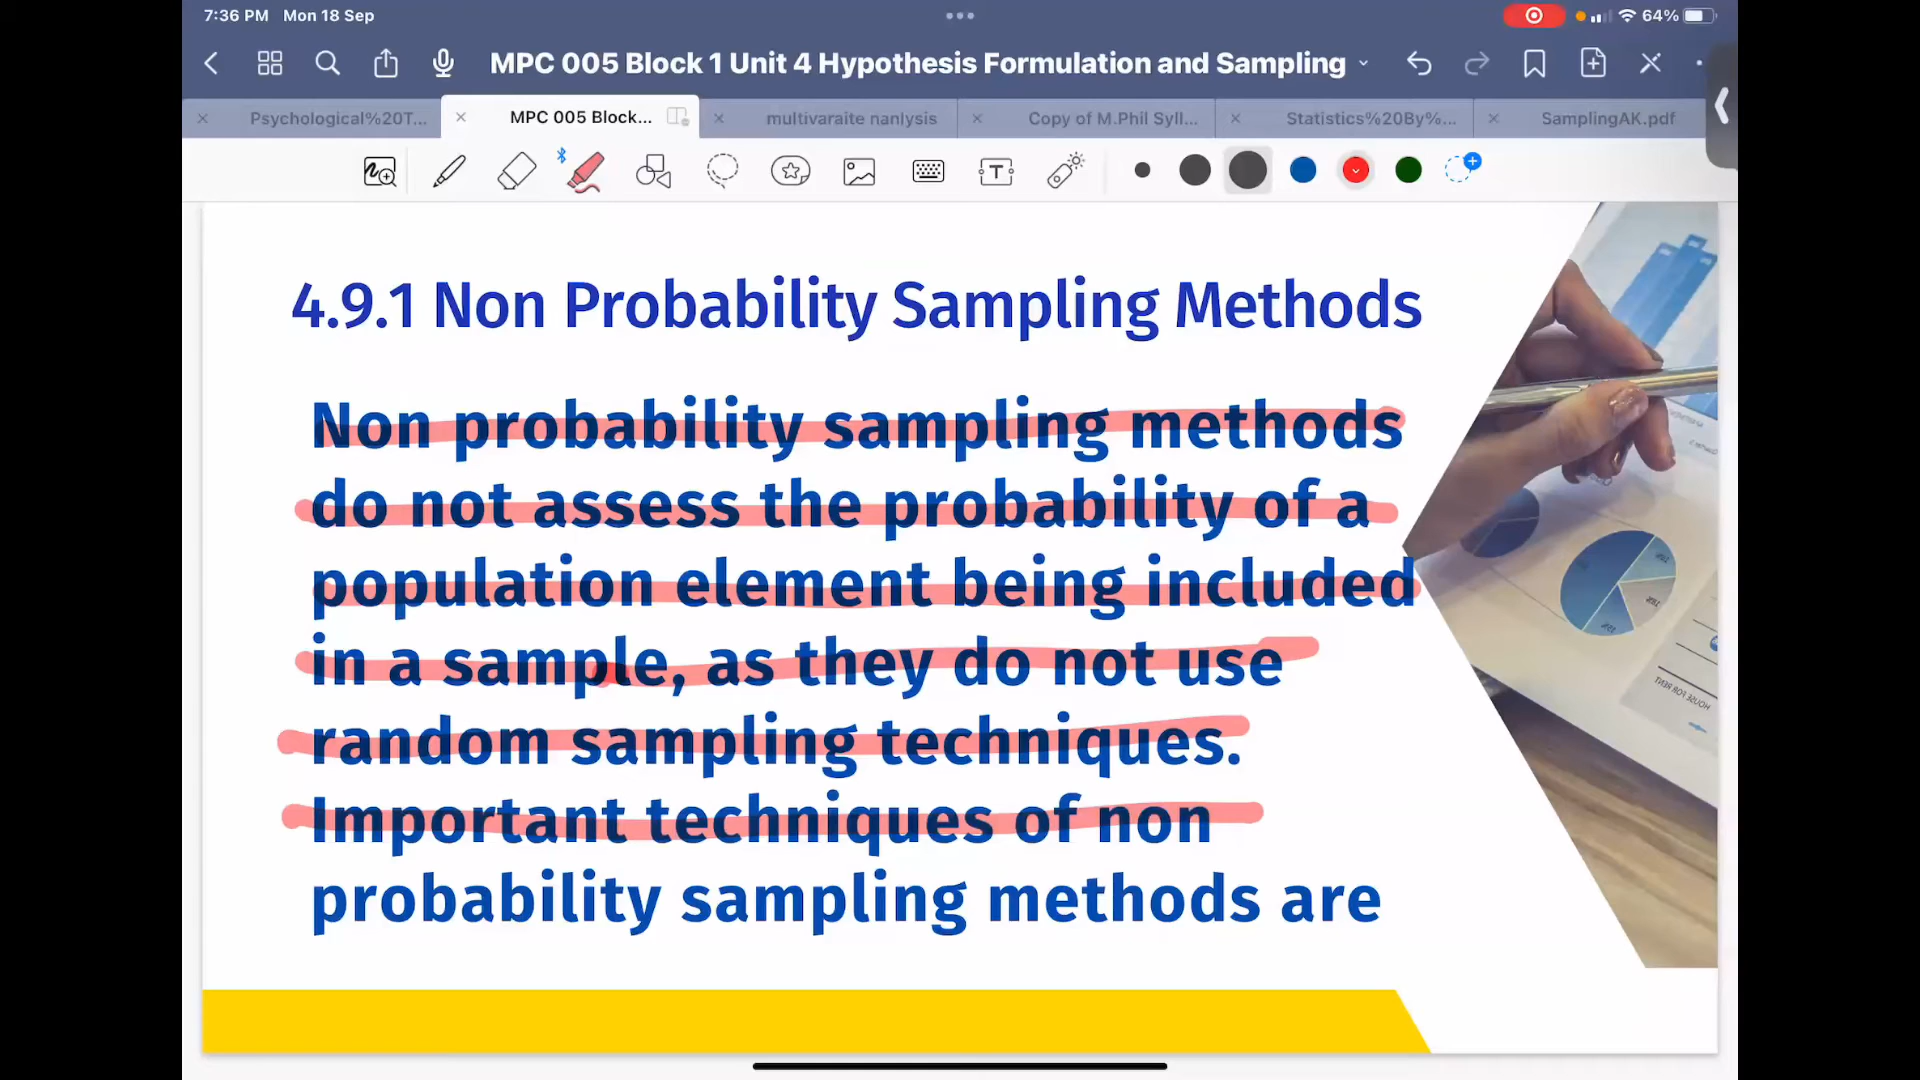 7:36 PM Mon 18 Sep
64%
MPC 005 Block 1 Unit 4 Hypothesis Formulation and Sampling
Psychological%20T...
MPC 005 Block...
multivaraite nanlysis
Copy of M.Phil Syll...
Statistics%20By%...
SamplingAK.pdf
4.9.1 Non Probability Sampling Methods
Non probability sampling methods
do not assess the probability of a
population element being included
in a sample, as they do not use
random sampling techniques.
Important techniques of non
probability sampling methods are
HOUSE FOR RENT